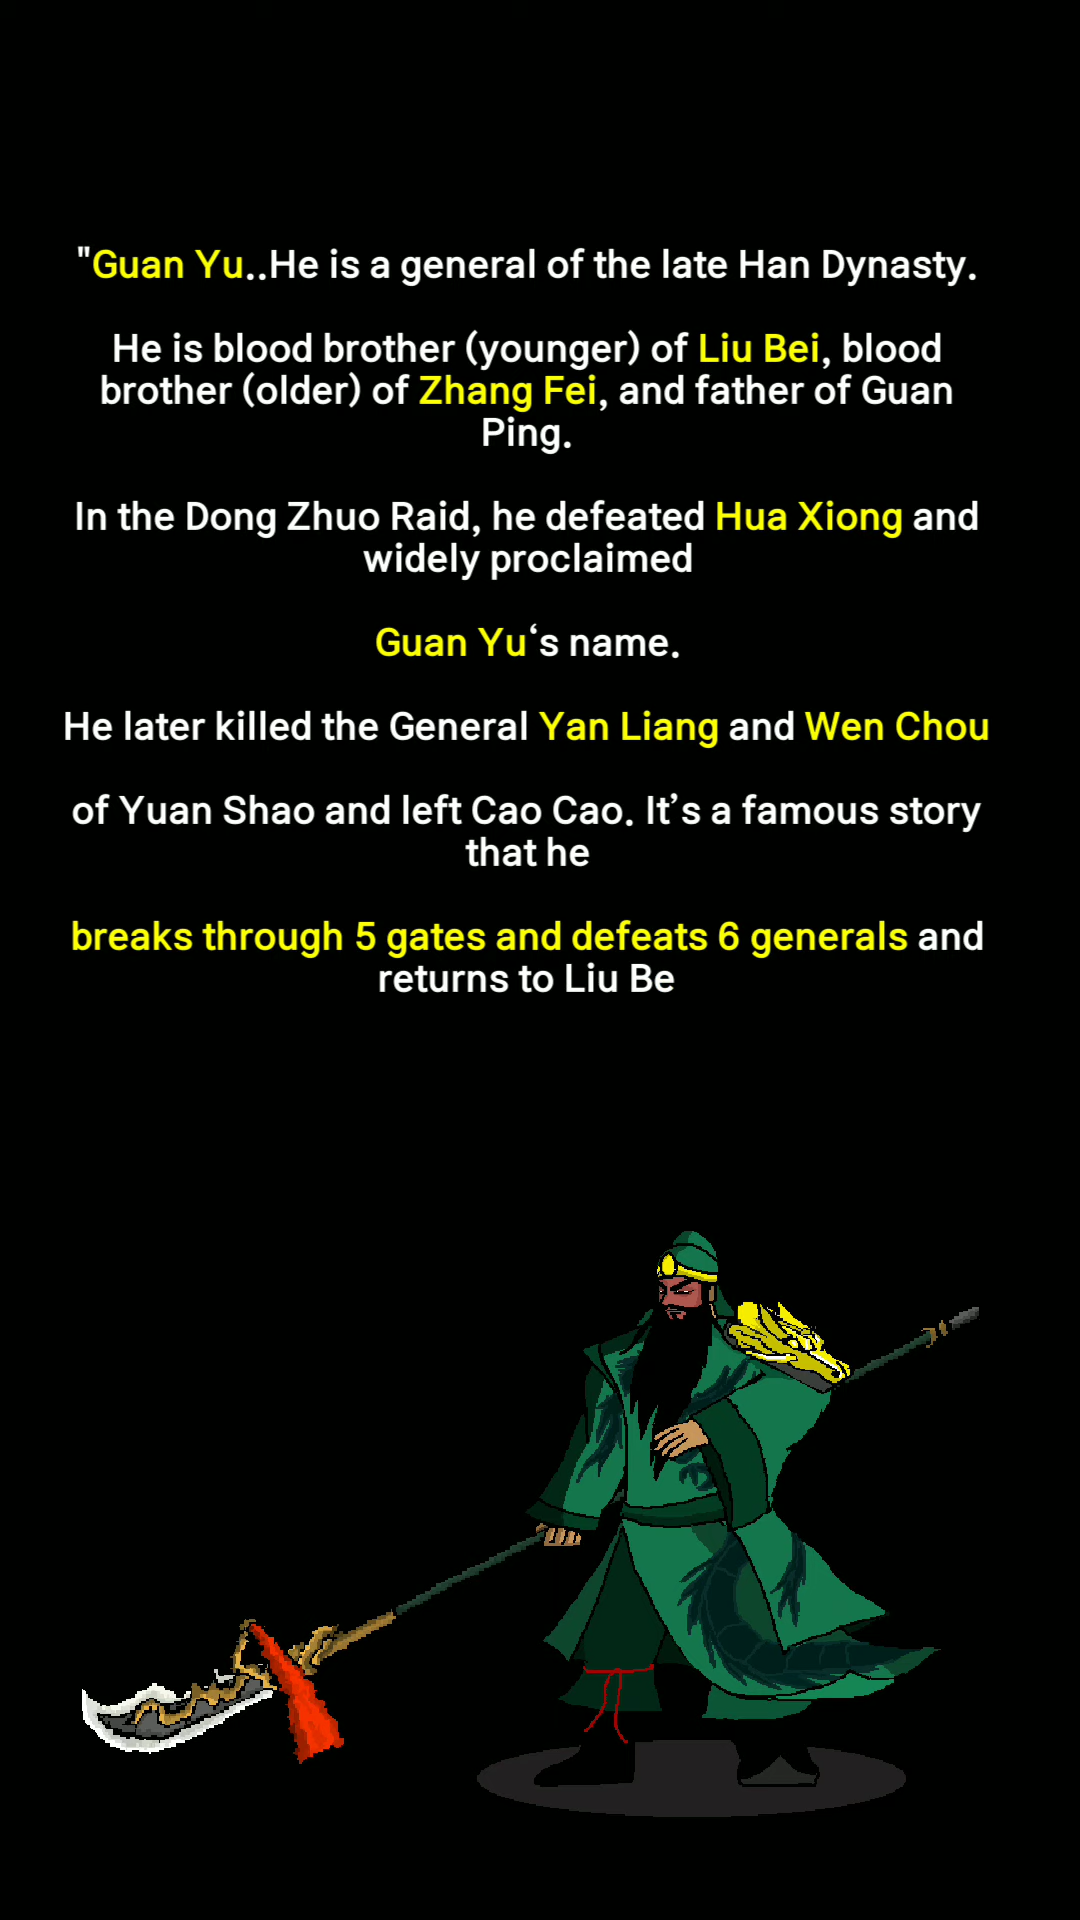 "Guan Yu..He is a general of the late Han Dynasty.
He is blood brother (younger) of Liu Bei, blood
brother (older) of Zhang Fei, and father of Guan
Ping.
In the Dong Zhuo Raid, he defeated Hua Xiong and
widely proclaimed
Guan Yu‘s name.
He later killed the General Yan Liang and Wen Chou
of Yuan Shao and left Cao Cao. It’s a famous story
that he
breaks through 5 gates and defeats 6 generals and
returns to Liu Be